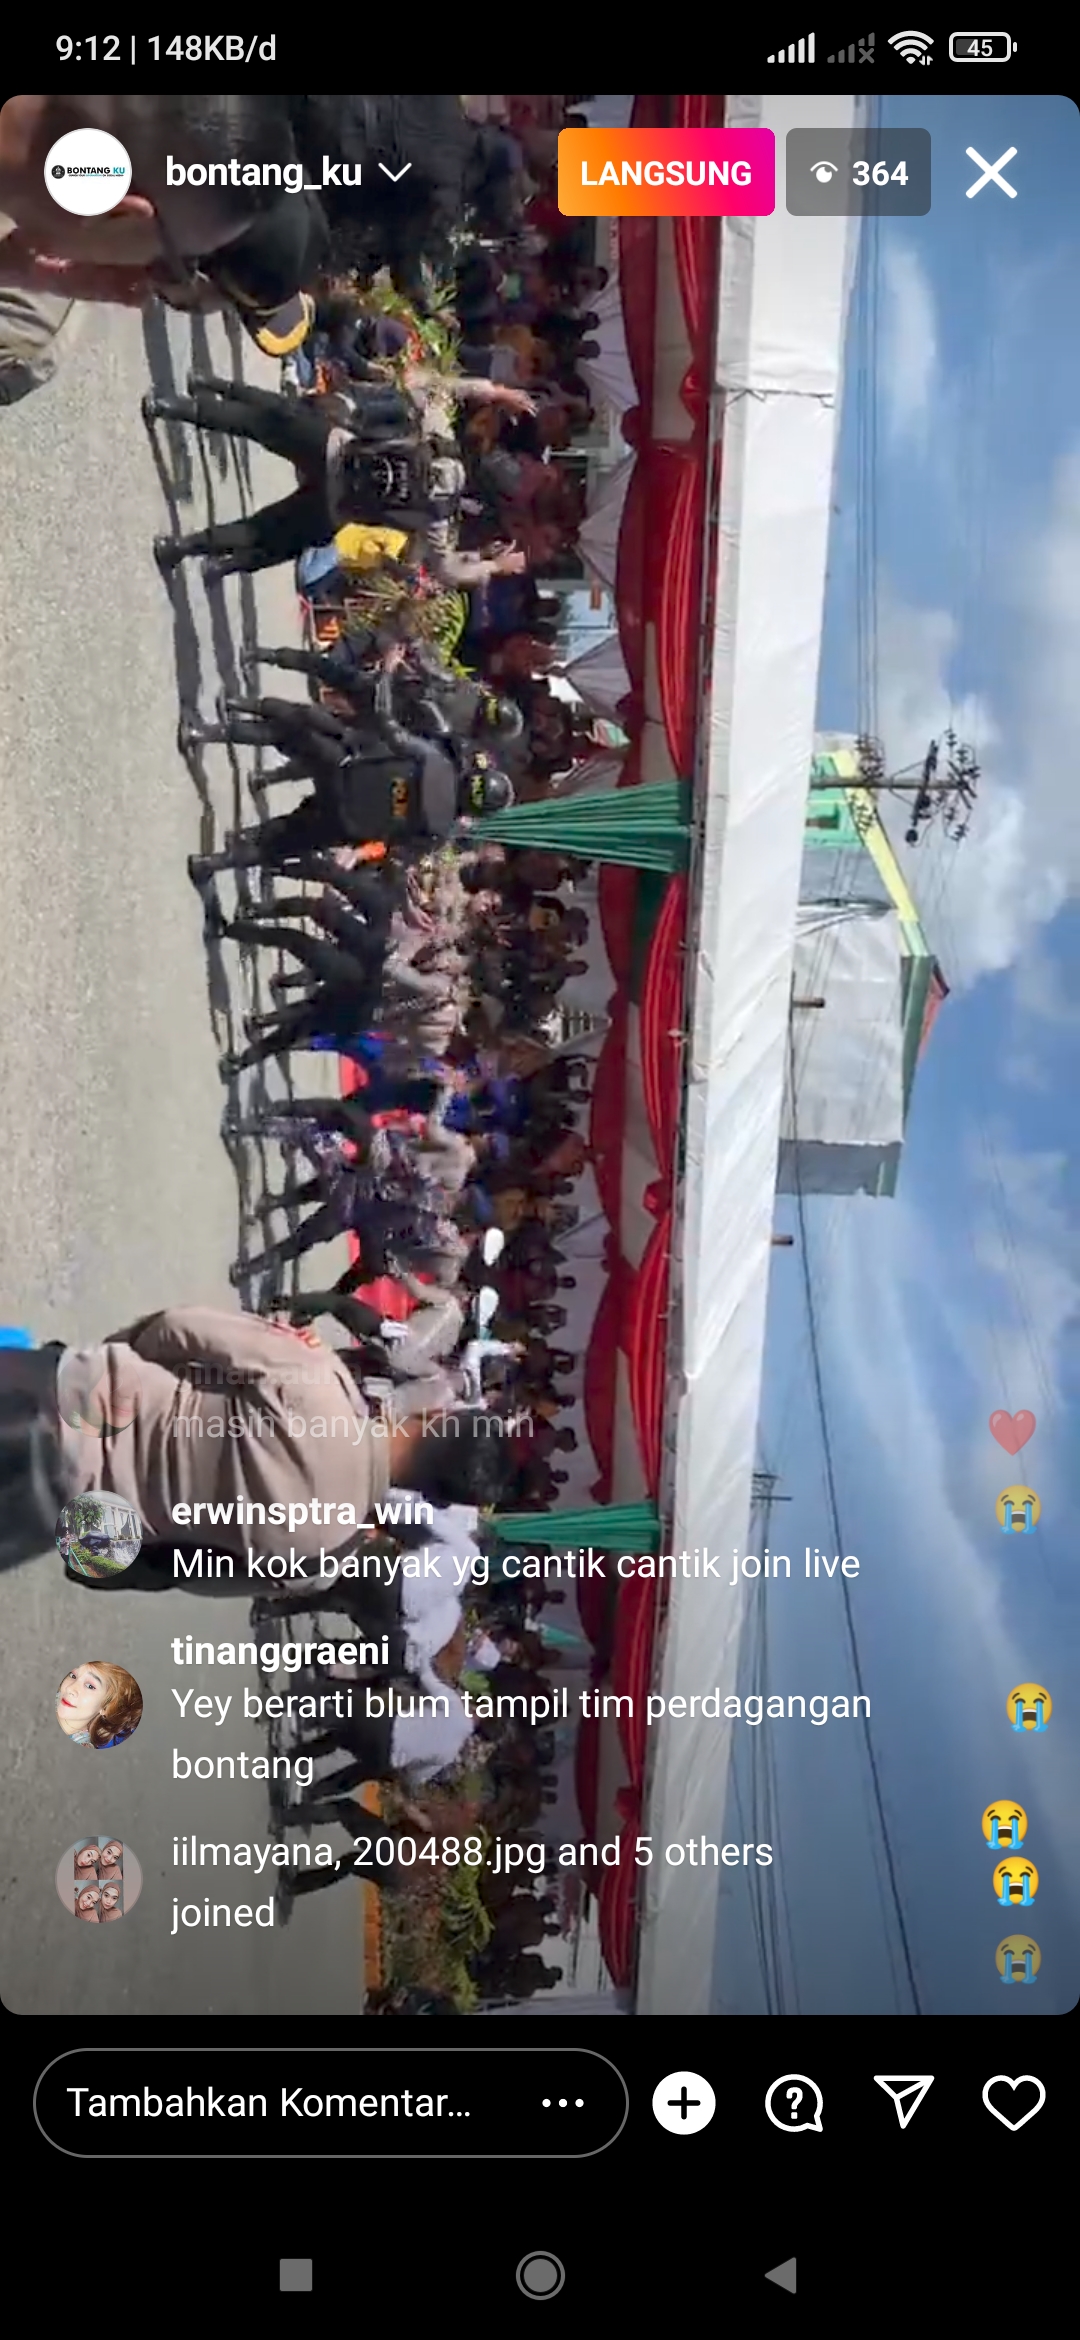 9:12 | 148KB/d
45
BONTANG KU
bontang_ku
LANGSUNG
364
masih banyak kh min
erwinsptra_win
Min kok banyak yg cantik cantik join live
tinanggraeni
Yey berarti blum tampil tim perdagangan
bontang
iilmayana, 200488.jpg and 5 others
joined
Tambahkan Komentar...